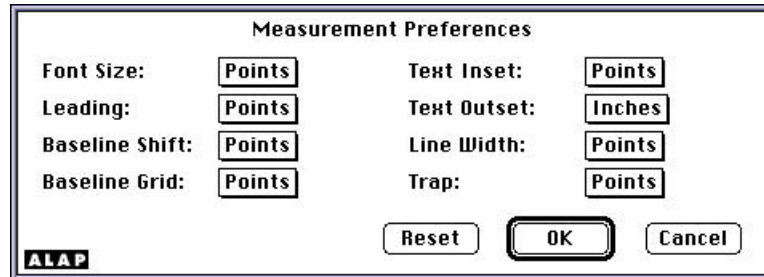 Measurement Preferences
Font Size: Points Text Inset: Points
Leading: Points Text Outset: Inches
Baseline Shift: Points Line Width: Points
Baseline Grid: Points Trap: Points
Reset OK Cancel
ALAP